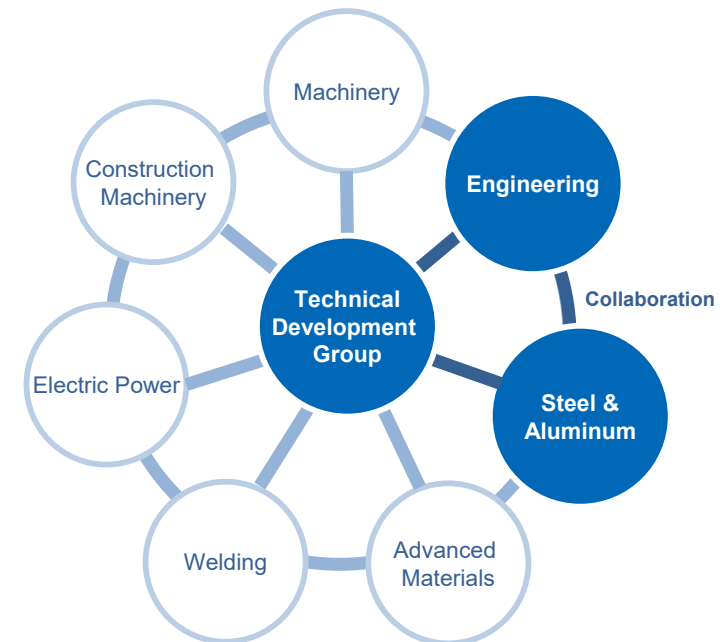 Machinery
Engineering
Construction
Machinery
Technical
Development
Group
Collaboration
Electric Power
Steel &
Aluminum
Welding
Advanced
Materials